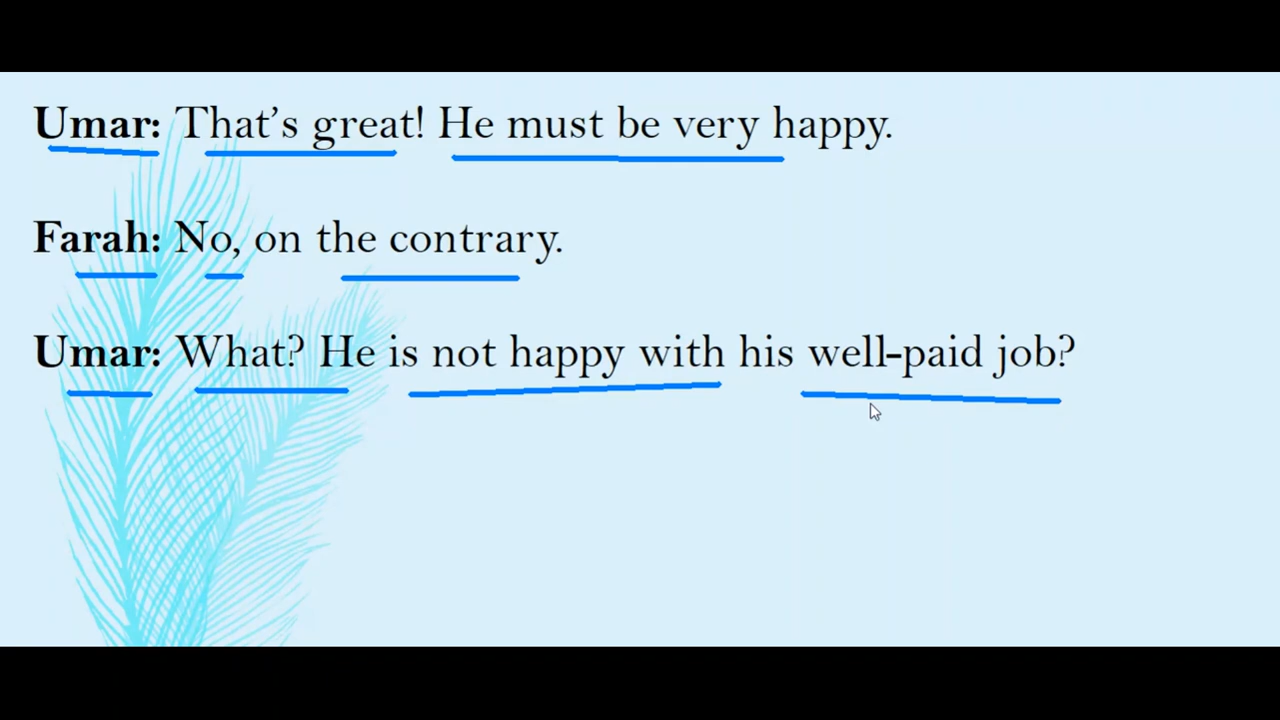 Umar: That's great! He must be very happy.
Farah: No, on the contrary.
Umar: What? He is not happy with his well-paid job?